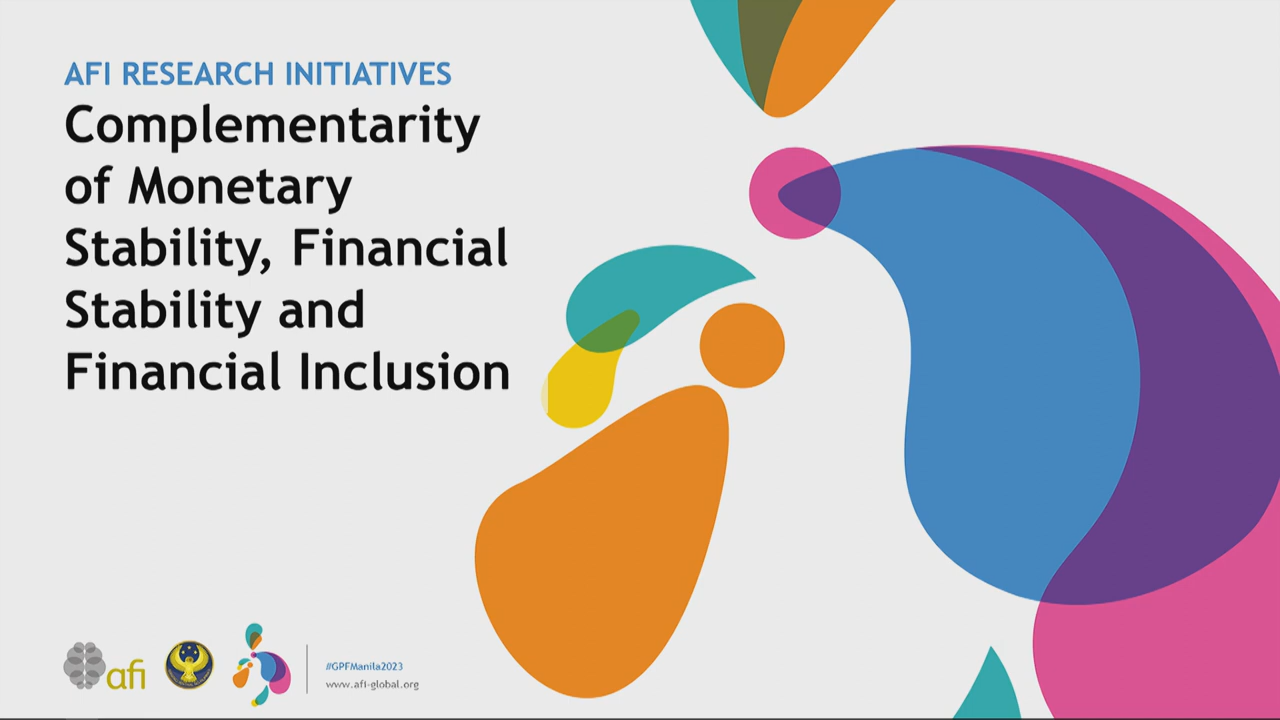 AFI RESEARCH INITIATIVES
Complementarity
of Monetary
Stability, Financial
Stability and
Financial Inclusion
afi
#GPFManila2023
www.afi-global.org